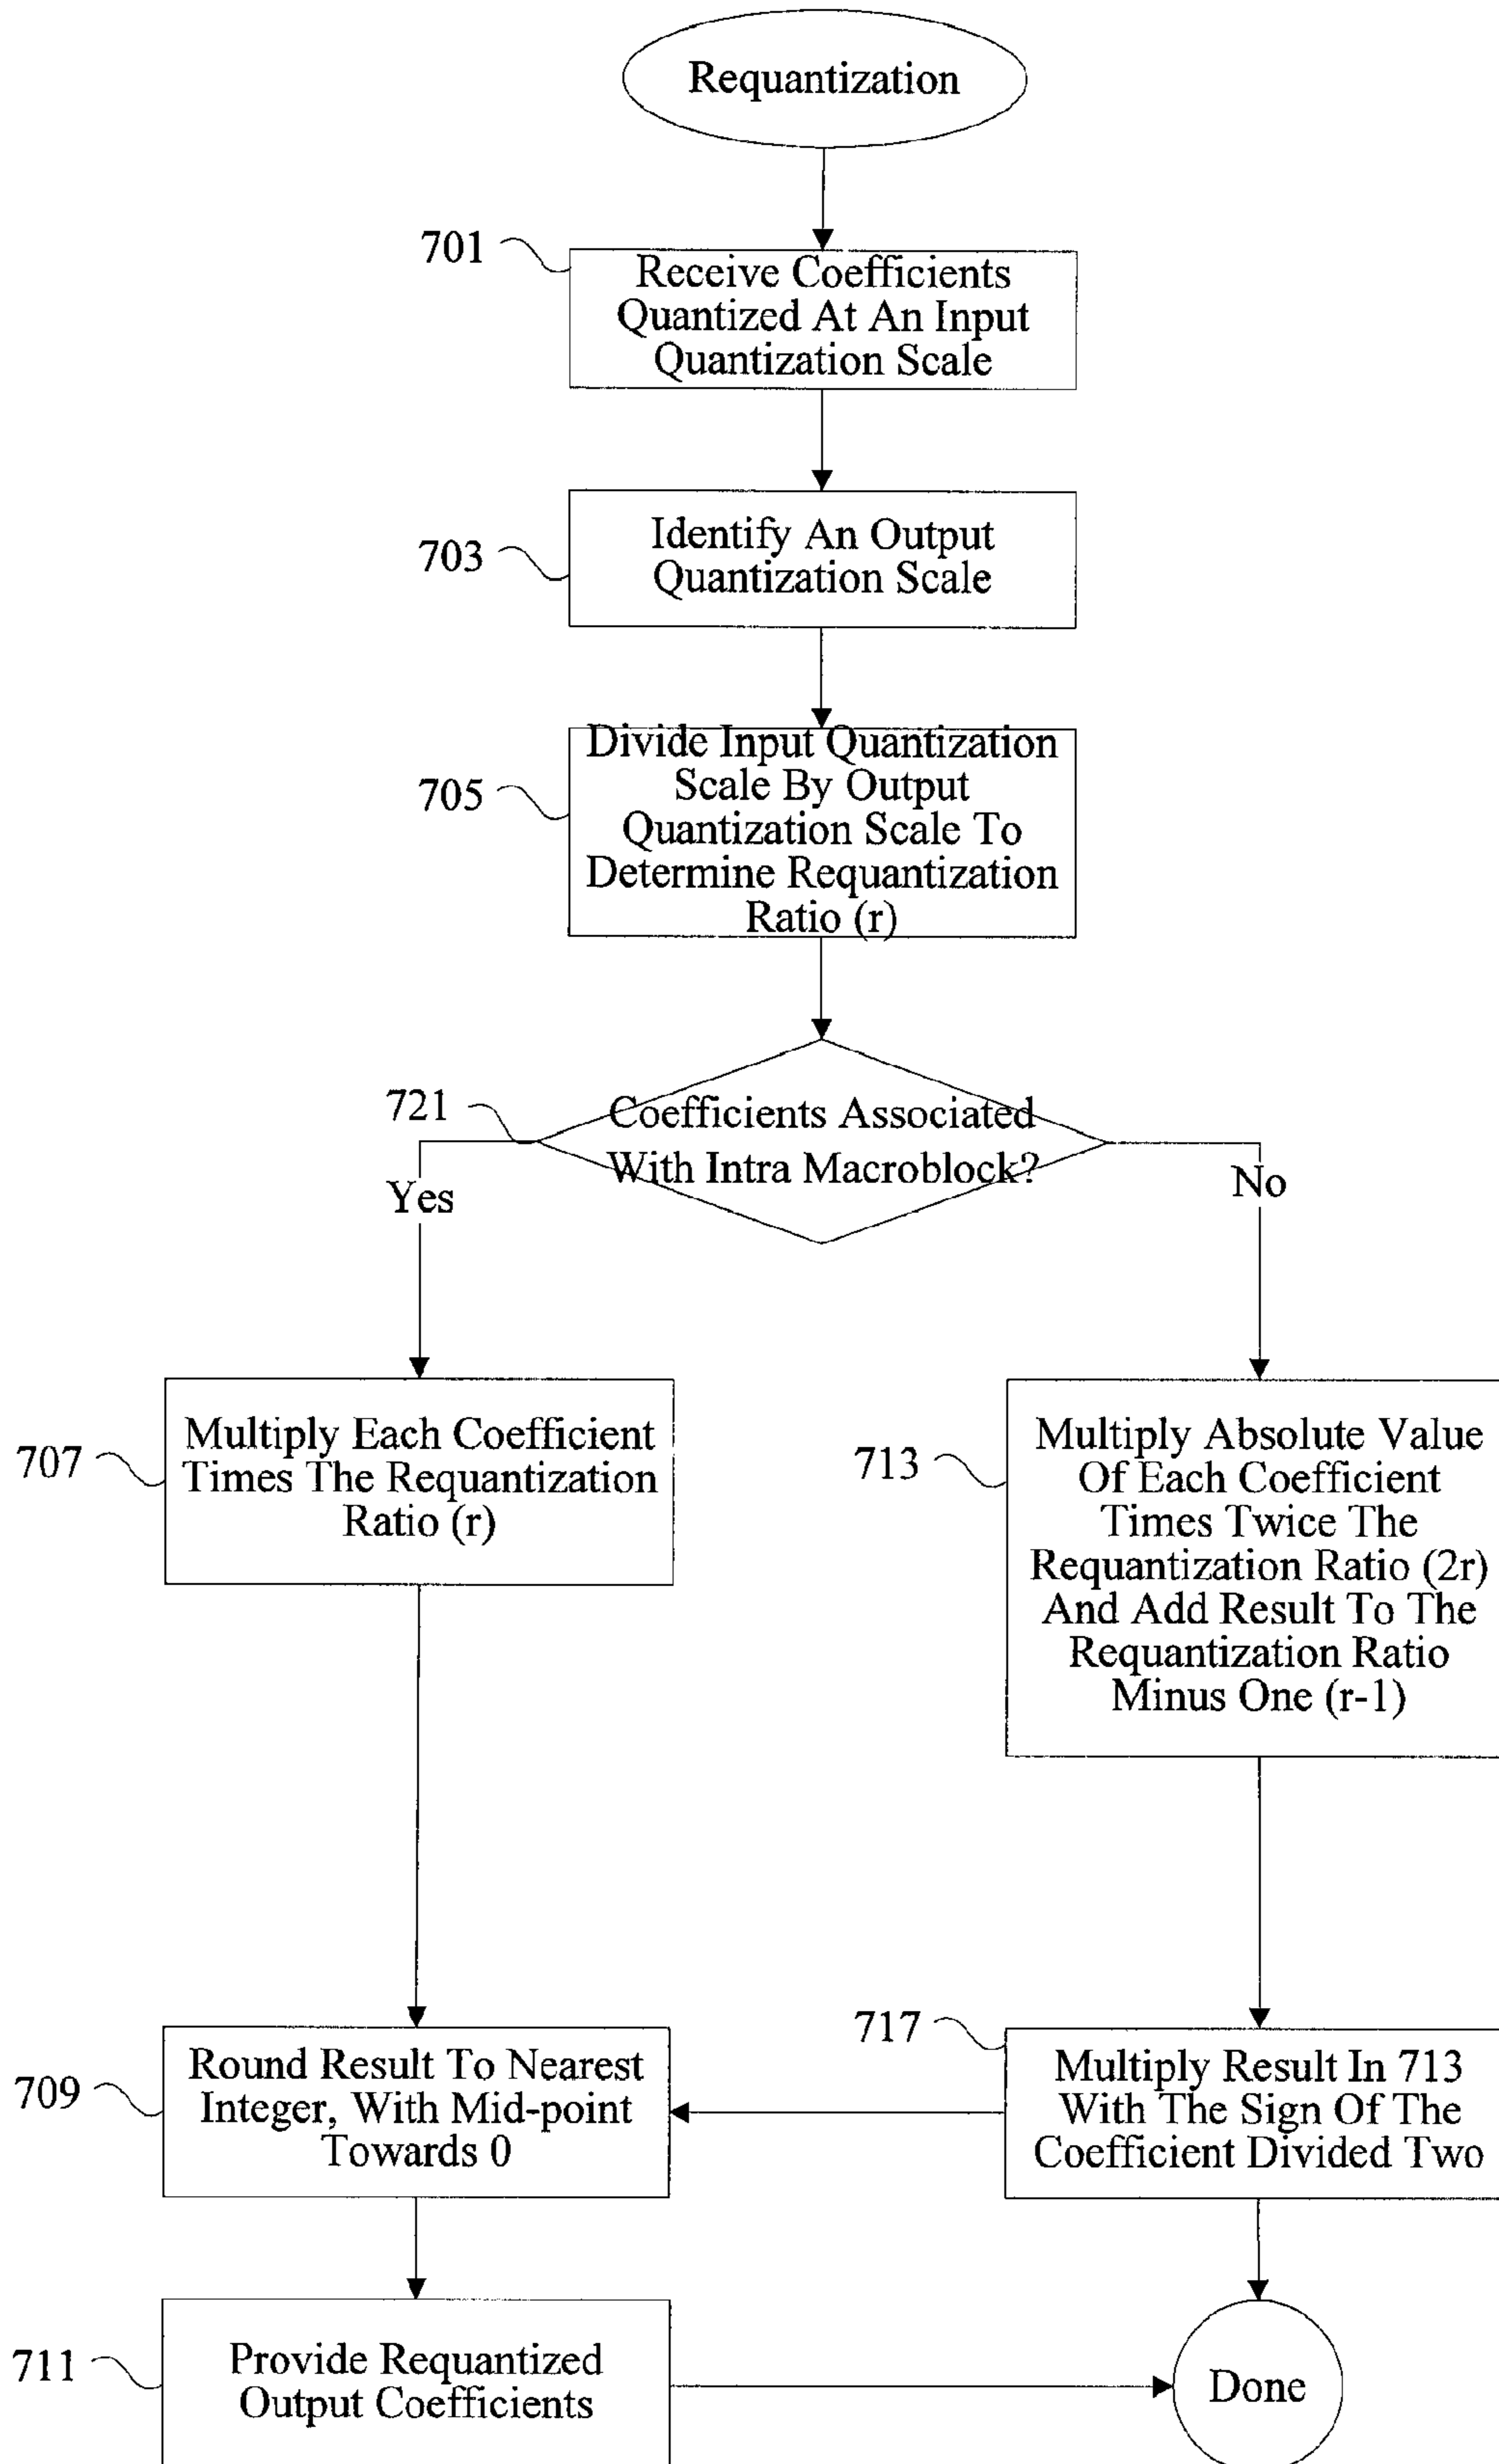 Requantization
701
Receive Coefficients
Quantized At An Input
Quantization Scale
703
Identify An Output
Quantization Scale
705
Divide Input Quantization
Scale By Output
Quantization Scale To
Determine Requantization
Ratio (r)
721
Coefficients Associated
With Intra Macroblock?
Yes
No
707
Multiply Each Coefficient
Times The Requantization
Ratio (r)
713
Multiply Absolute Value
Of Each Coefficient
Times Twice The
Requantization Ratio (2r)
And Add Result To The
Requantization Ratio
Minus One (r-1)
709
Round Result To Nearest
Integer, With Mid-point
Towards 0
717
Multiply Result In 713
With The Sign Of The
Coefficient Divided Two
711
Provide Requantized
Output Coefficients
Done